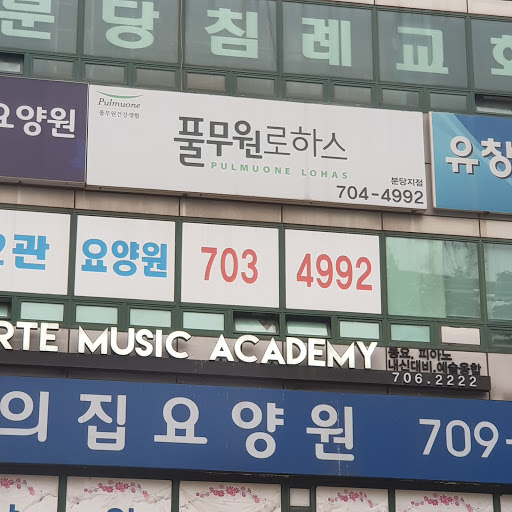 분당침례교회
요양원
Pulmuone
풀무원건강생활
풀무원로하스
PULMUONE LOHAS
분당지점
704-4992
유창
2관 요양원 703 4992
RTE MUSIC ACADEMY
동요, 피아노
내신대비.예술융합
706.2222
의집요양원 709-